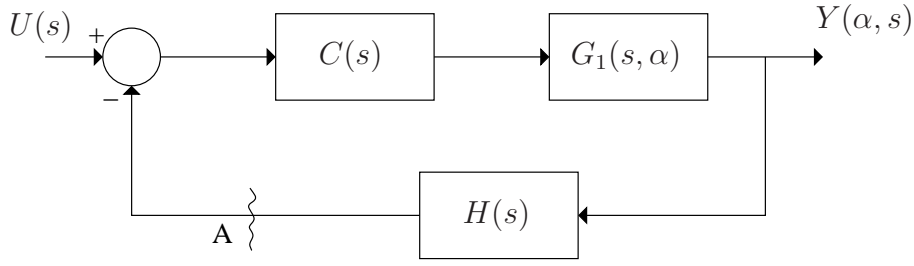 U(s)
+
C(s)
G₁(s, α)
Y(α, s)
−
A
H(s)